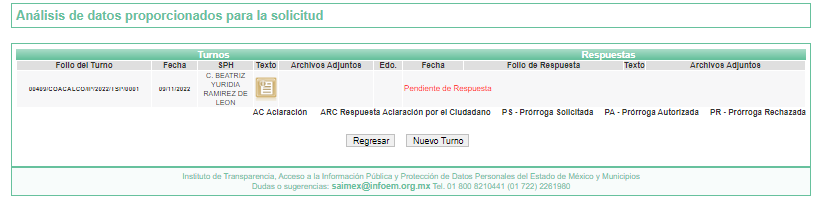 Análisis de datos proporcionados para la solicitud
Turnos Respuestas
Folio del Turno Fecha SPH Texto Archivos Adjuntos Edo. Fecha Folio de Respuesta Texto Archivos Adjuntos
00409/COACALCO/IP/2022/TSP/0001 09/11/2022 C. BEATRIZ YURIDIA RAMIREZ DE LEON Pendiente de Respuesta
AC Aclaración ARC Respuesta Aclaración por el Ciudadano PS - Prórroga Solicitada PA - Prórroga Autorizada PR - Prórroga Rechazada
Regresar Nuevo Turno
Instituto de Transparencia, Acceso a la Información Pública y Protección de Datos Personales del Estado de México y Municipios
Dudas o sugerencias: saimex@infoem.org.mx Tel. 01 800 8210441 (01 722) 2261980